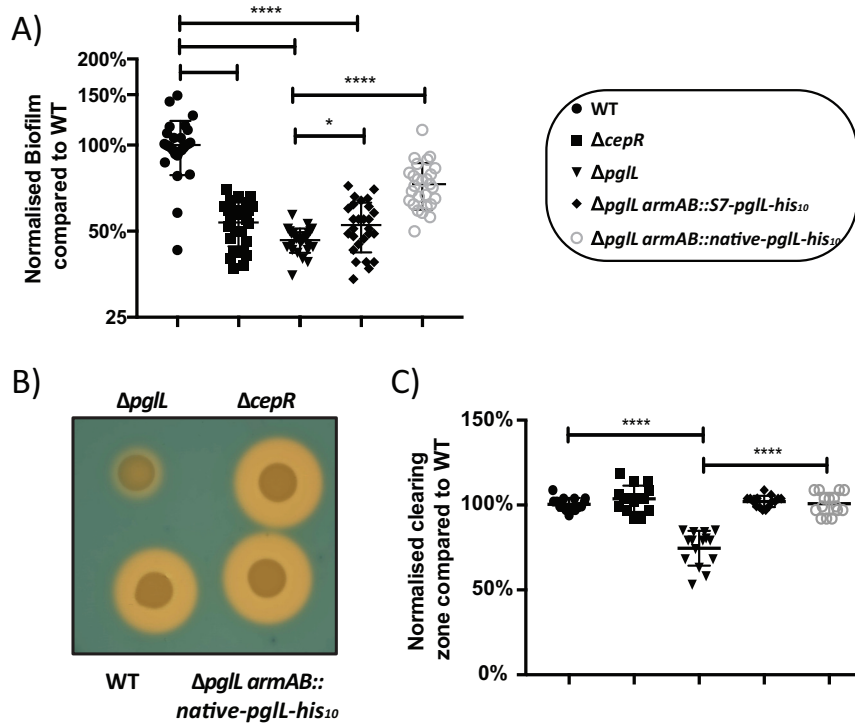 A)
Normalised Biofilm
compared to WT
200%
150%
100%
50%
25
****
****
*
WT
ΔcepR
ΔpglL
ΔpglL armAB::S7-pglL-his10
ΔpglL armAB::native-pglL-his10
B)
ΔpglL
ΔcepR
WT
ΔpglL armAB::
native-pglL-his10
C)
Normalised clearing
zone compared to WT
150%
100%
50%
0%
****
****